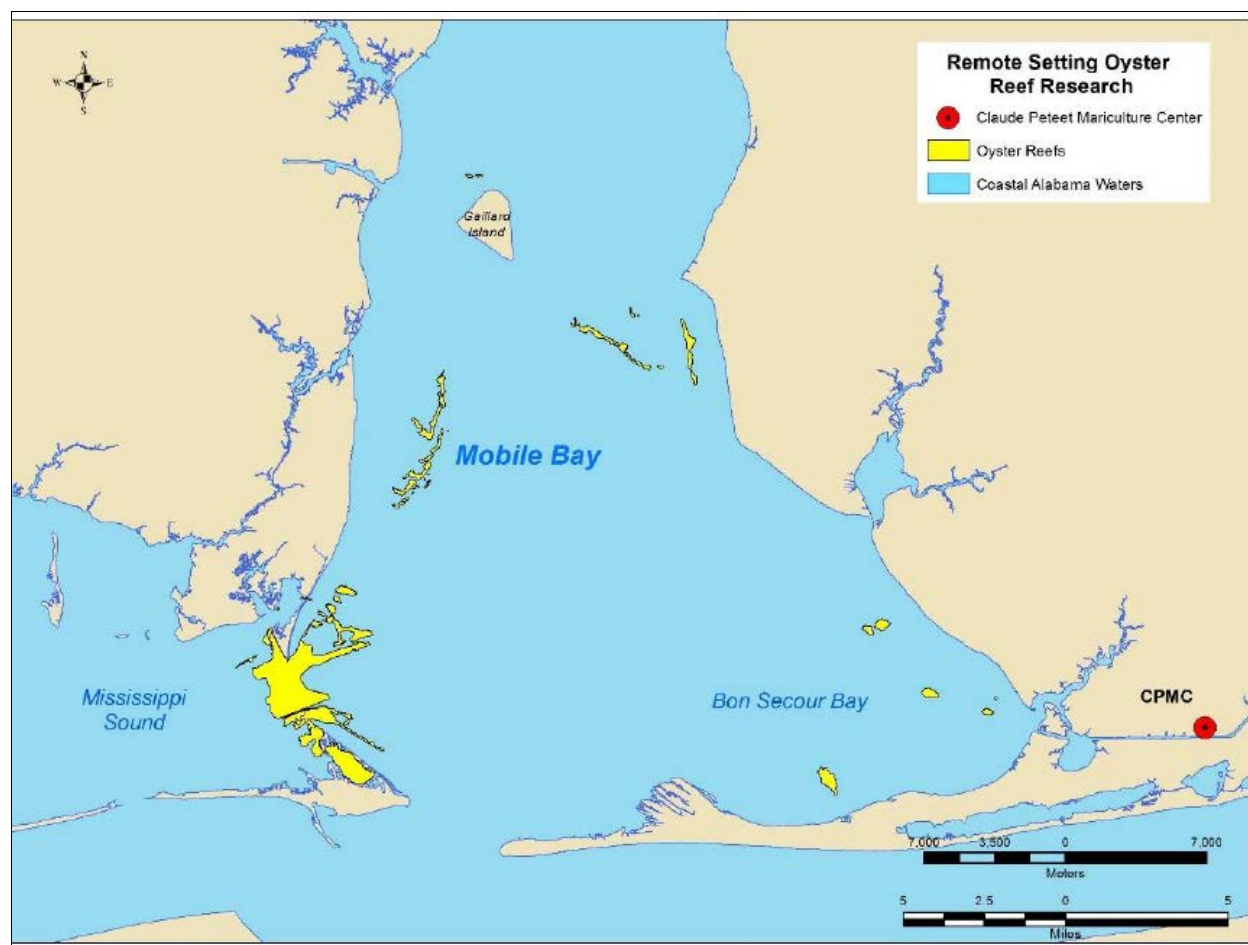 N
W E
S
Remote Setting Oyster
Reef Research
Claude Peteet Mariculture Center
Oyster Reefs
Coastal Alabama Waters
Gaillard
Island
Mobile Bay
Mississippi
Sound
Bon Secour Bay
CPMC
7,000 3,500 0 7,000
Meters
5 2.5 0 5
Miles